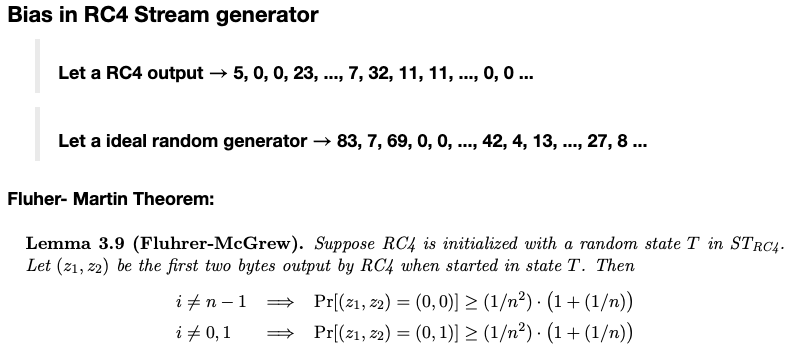 Bias in RC4 Stream generator
Let a RC4 output → 5, 0, 0, 23, ..., 7, 32, 11, 11, ..., 0, 0 ...
Let a ideal random generator → 83, 7, 69, 0, 0, ..., 42, 4, 13, ..., 27, 8 ...
Fluher- Martin Theorem:
Lemma 3.9 (Fluhrer-McGrew). Suppose RC4 is initialized with a random state T in ST_{RC4}.
Let (z₁, z₂) be the first two bytes output by RC4 when started in state T. Then
i ≠ n − 1 ⟹ Pr[(z₁, z₂) = (0, 0)] ≥ (1/n²) · (1 + (1/n))
i ≠ 0, 1 ⟹ Pr[(z₁, z₂) = (0, 1)] ≥ (1/n²) · (1 + (1/n))